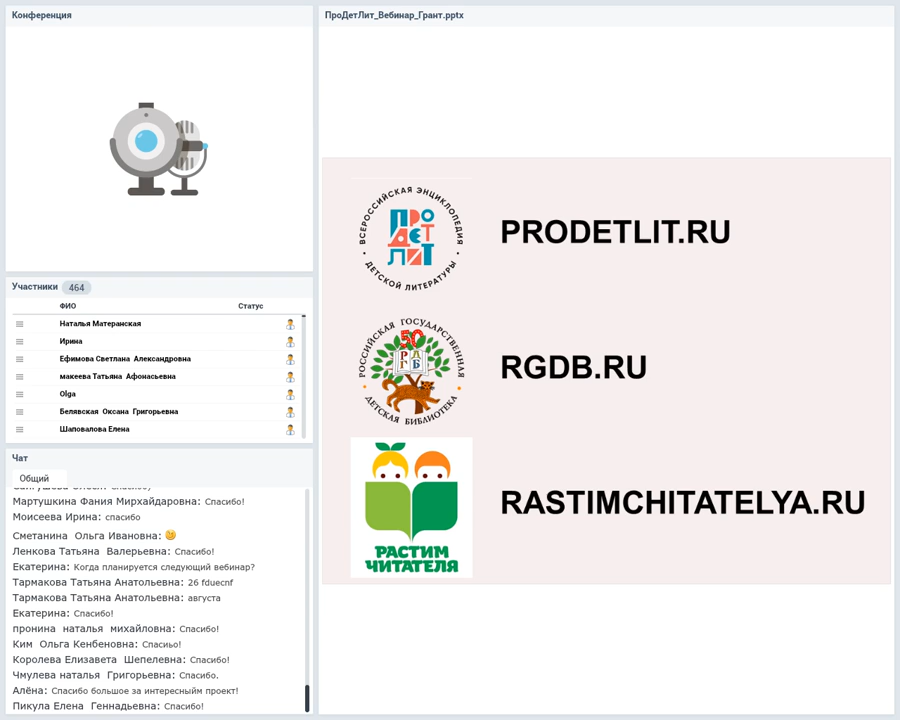 Конференция
Участники 464
ФИО Статус
Наталья Матеранская
Ирина
Ефимова Светлана Александровна
макеева Татьяна Афонасьевна
Olga
Белявская Оксана Григорьевна
Шаповалова Елена
Чат
Общий
Мартушкина Фания Мирхайдаровна: Спасибо!
Моисеева Ирина: спасибо
Сметанина Ольга Ивановна:
Ленкова Татьяна Валерьевна: Спасибо!
Екатерина: Когда планируется следующий вебинар?
Тармакова Татьяна Анатольевна: 26 fduecnf
Тармакова Татьяна Анатольевна: августа
Екатерина: Спасибо!
пронина наталья михайловна: Спасибо!
Ким Ольга Кенбеновна: Спасиьо!
Королева Елизавета Шепелевна: Спасибо!
Чмулева наталья Григорьевна: Спасибо.
Алёна: Спасибо большое за интересныйм проект!
Пикула Елена Геннадьевна: Спасибо!
ПроДетЛит_Вебинар_Грант.pptx
ВСЕРОССИЙСКАЯ ЭНЦИКЛОПЕДИЯ
ПРО
ДЕТ
ЛИТ
ДЕТСКОЙ ЛИТЕРАТУРЫ
PRODETLIT.RU
РОССИЙСКАЯ ГОСУДАРСТВЕННАЯ
50
РГДБ
ДЕТСКАЯ БИБЛИОТЕКА
RGDB.RU
РАСТИМ
ЧИТАТЕЛЯ
RASTIMCHITATELYA.RU